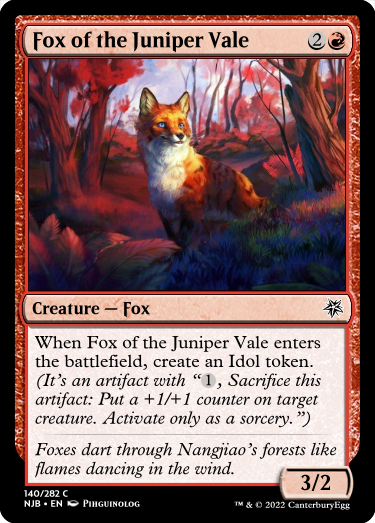 Fox of the Juniper Vale 2
Creature — Fox
When Fox of the Juniper Vale enters
the battlefield, create an Idol token.
(It's an artifact with "1, Sacrifice this
artifact: Put a +1/+1 counter on target
creature. Activate only as a sorcery.")
Foxes dart through Nangjiao's forests like
flames dancing in the wind.
3/2
140/282 C
NJB • EN Pihguinolog
™ & © 2022 CanterburyEgg